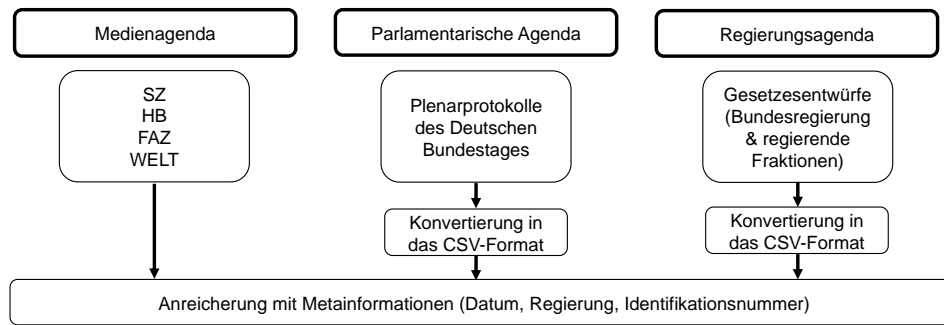 Medienagenda
Parlamentarische Agenda
Regierungsagenda
SZ
HB
FAZ
WELT
Plenarprotokolle
des Deutschen
Bundestages
Gesetzesentwürfe
(Bundesregierung
& regierende
Fraktionen)
Konvertierung in
das CSV-Format
Konvertierung in
das CSV-Format
Anreicherung mit Metainformationen (Datum, Regierung, Identifikationsnummer)